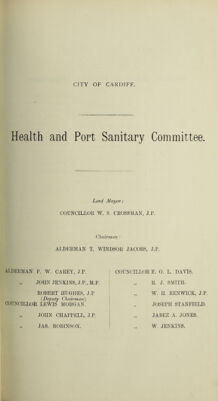 CITY OF CARDIFF.
Health and Port Sanitary Committee.
Lord Mayor:
COUNCILLOR W. S. CROSSMAN, J.P.
Chairman:
ALDERMAN T. WINDSOR JACOBS, J.P.
ALDERMAN F. W. CAREY, J.P.
„ JOHN JENKINS, J.P., M.P.
„ ROBERT HUGHES, J.P.
(Deputy Chairman)
COUNCILLOR LEWIS MORGAN.
„ JOHN CHAPPELL, J.P.
„ JAS. ROBINSON.
COUNCILLOR F. G. L. DAVIS.
„ R. J. SMITH.
„ W. H. RENWICK, J.P.
„ JOSEPH STANFIELD.
„ JABEZ A. JONES.
„ W. JENKINS.